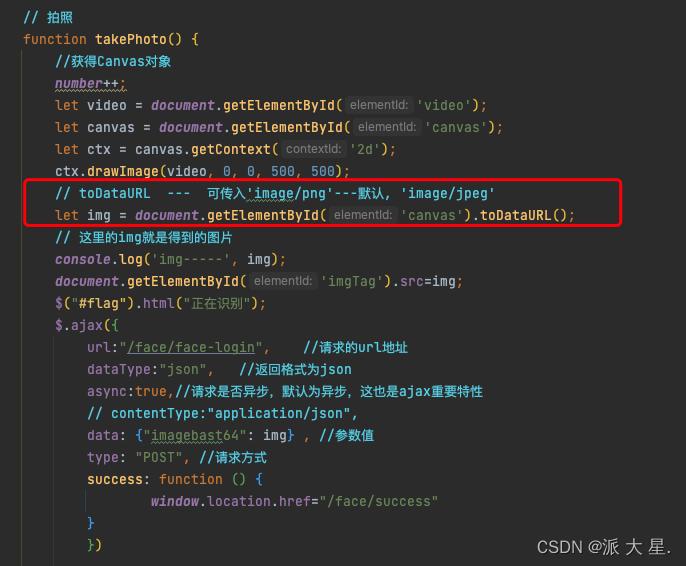 // 拍照
function takePhoto() {
//获得Canvas对象
number++;
let video = document.getElementById( elementId: 'video');
let canvas = document.getElementById( elementId: 'canvas');
let ctx = canvas.getContext( contextId: '2d');
ctx.drawImage(video, 0, 0, 500, 500);
// toDataURL --- 可传入'image/png'---默认, 'image/jpeg'
let img = document.getElementById( elementId: 'canvas').toDataURL();
// 这里的img就是得到的图片
console.log('img-----', img);
document.getElementById( elementId: 'imgTag').src=img;
$("#flag").html("正在识别");
$.ajax({
url:"/face/face-login", //请求的url地址
dataType:"json", //返回格式为json
async:true,//请求是否异步，默认为异步，这也是ajax重要特性
// contentType:"application/json",
data: {"imagebast64": img} , //参数值
type: "POST", //请求方式
success: function () {
window.location.href="/face/success"
}
})
CSDN @派 大 星.